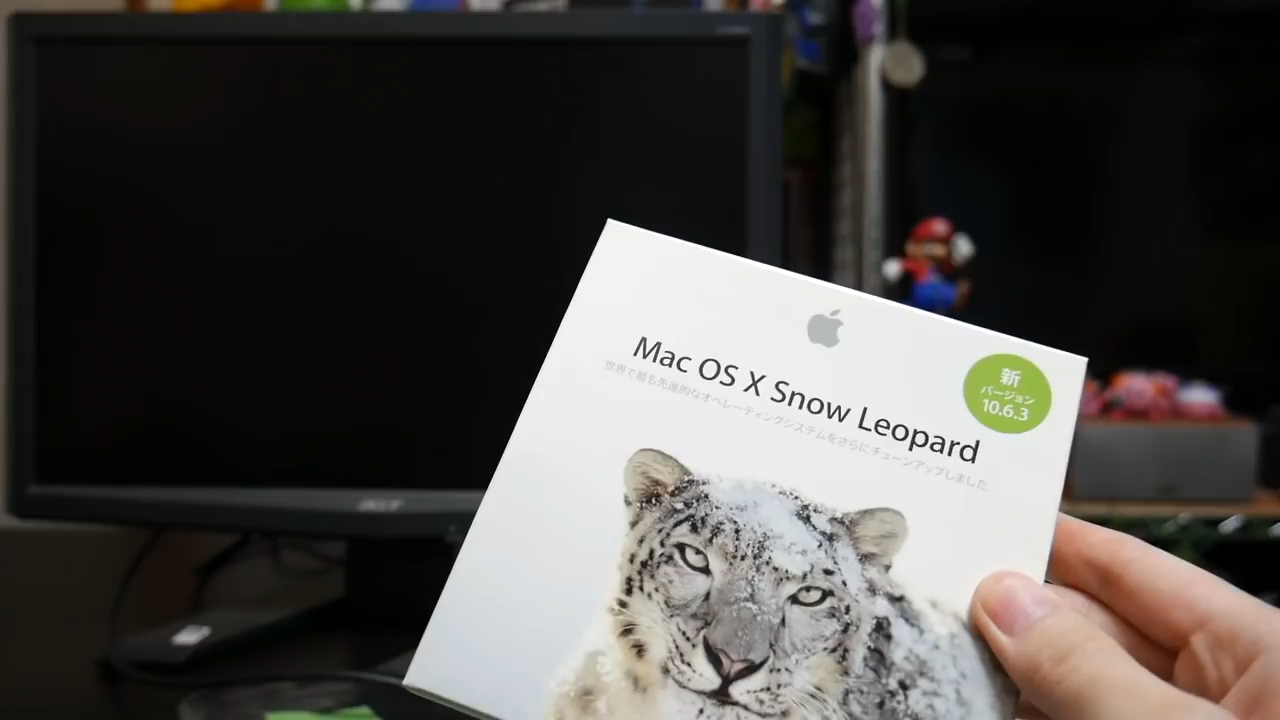 Mac OS X Snow Leopard
世界で最も先進的なオペレーティングシステムをさらにチューンアップしました。
新
バージョン
10.6.3
acer